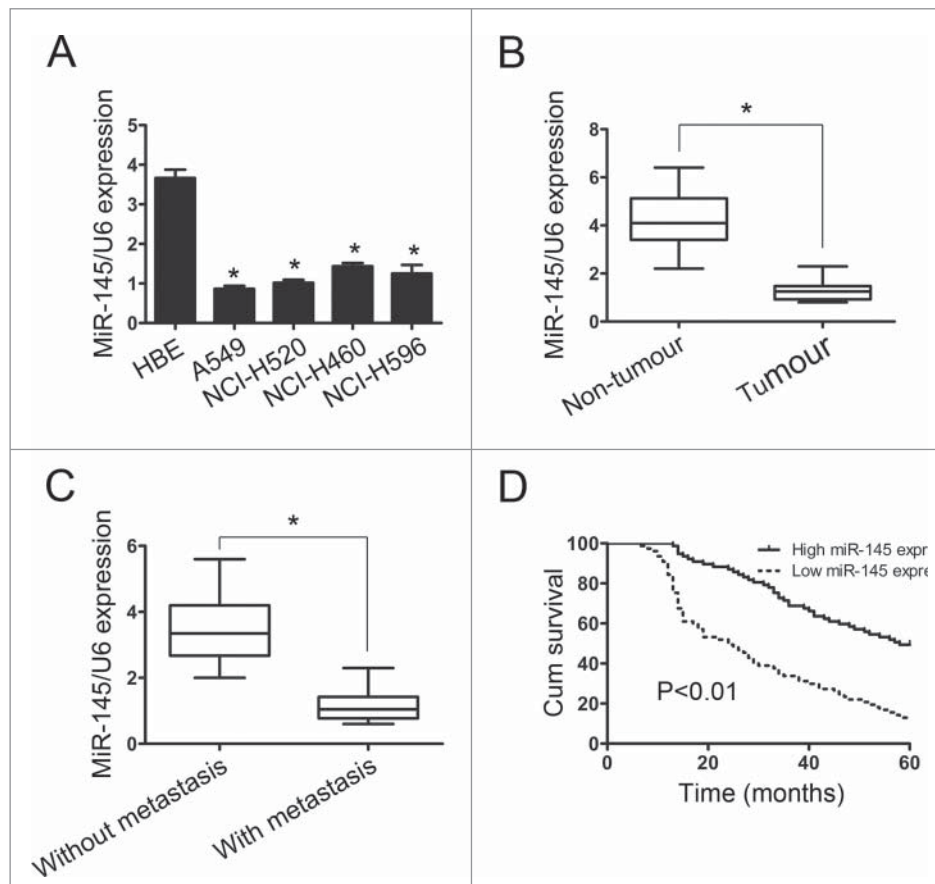 A
MiR-145/U6 expression
5
4
3
2
1
0
HBE
A549
NCI-H520
NCI-H460
NCI-H596
*
*
*
*
B
MiR-145/U6 expression
8
6
4
2
0
*
Non-tumour
Tumour
C
MiR-145/U6 expression
6
4
2
0
*
Without metastasis
With metastasis
D
Cum survival
100
80
60
40
20
0
High miR-145 expr
Low miR-145 expre
P<0.01
0
20
40
60
Time (months)